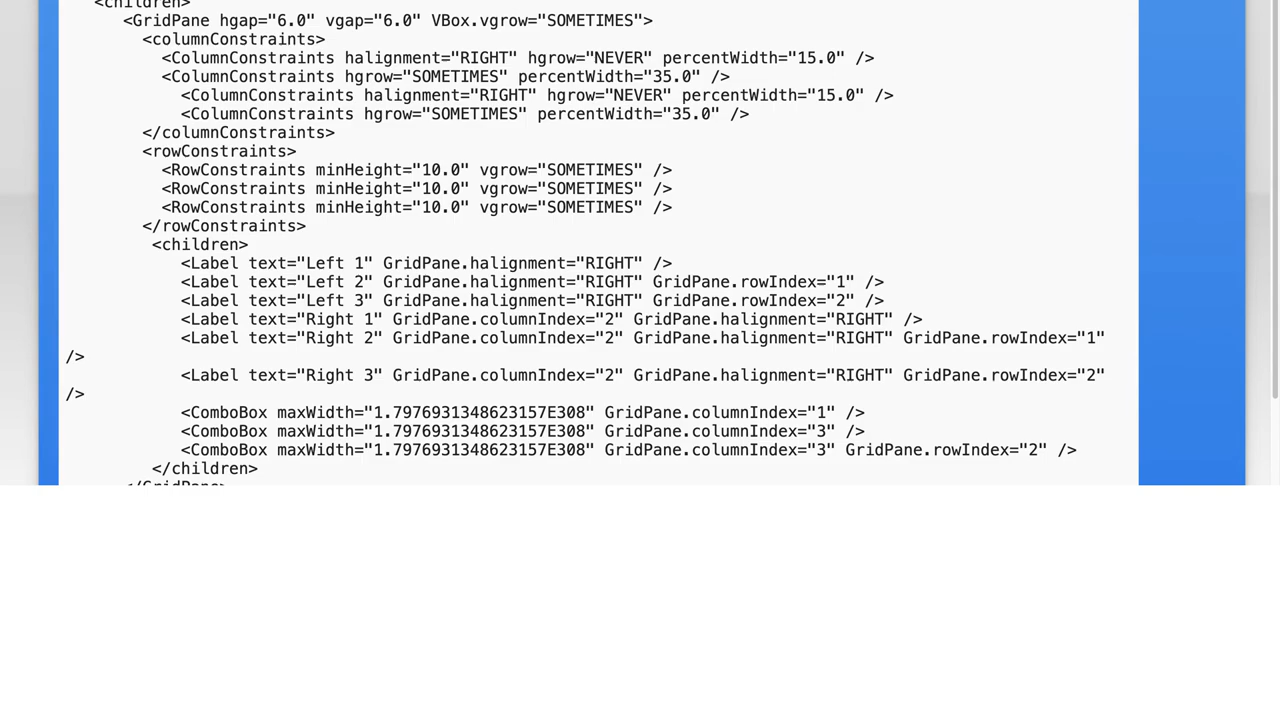 <children>
<GridPane hgap="6.0" vgap="6.0" VBox.vgrow="SOMETIMES">
<columnConstraints>
<ColumnConstraints halignment="RIGHT" hgrow="NEVER" percentWidth="15.0" />
<ColumnConstraints hgrow="SOMETIMES" percentWidth="35.0" />
<ColumnConstraints halignment="RIGHT" hgrow="NEVER" percentWidth="15.0" />
<ColumnConstraints hgrow="SOMETIMES" percentWidth="35.0" />
</columnConstraints>
<rowConstraints>
<RowConstraints minHeight="10.0" vgrow="SOMETIMES" />
<RowConstraints minHeight="10.0" vgrow="SOMETIMES" />
<RowConstraints minHeight="10.0" vgrow="SOMETIMES" />
</rowConstraints>
<children>
<Label text="Left 1" GridPane.halignment="RIGHT" />
<Label text="Left 2" GridPane.halignment="RIGHT" GridPane.rowIndex="1" />
<Label text="Left 3" GridPane.halignment="RIGHT" GridPane.rowIndex="2" />
<Label text="Right 1" GridPane.columnIndex="2" GridPane.halignment="RIGHT" />
<Label text="Right 2" GridPane.columnIndex="2" GridPane.halignment="RIGHT" GridPane.rowIndex="1"
/>
<Label text="Right 3" GridPane.columnIndex="2" GridPane.halignment="RIGHT" GridPane.rowIndex="2"
/>
<ComboBox maxWidth="1.7976931348623157E308" GridPane.columnIndex="1" />
<ComboBox maxWidth="1.7976931348623157E308" GridPane.columnIndex="3" />
<ComboBox maxWidth="1.7976931348623157E308" GridPane.columnIndex="3" GridPane.rowIndex="2" />
</children>
</GridPane>